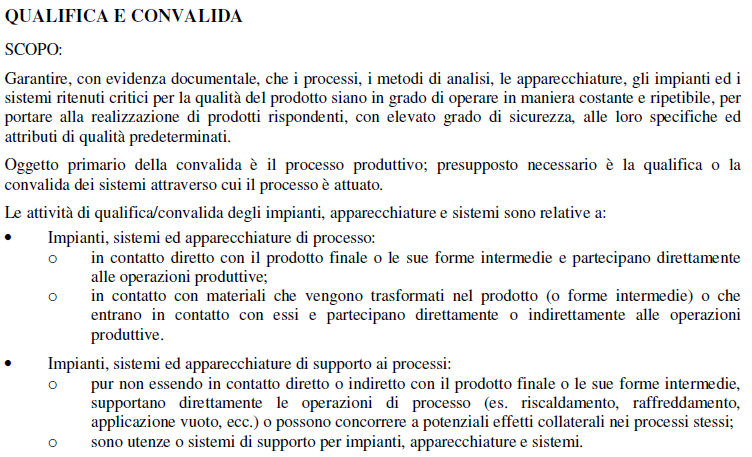 QUALIFICA E CONVALIDA
SCOPO:
Garantire, con evidenza documentale, che i processi, i metodi di analisi, le apparecchiature, gli impianti ed i
sistemi ritenuti critici per la qualità del prodotto siano in grado di operare in maniera costante e ripetibile, per
portare alla realizzazione di prodotti rispondenti, con elevato grado di sicurezza, alle loro specifiche ed
attributi di qualità predeterminati.
Oggetto primario della convalida è il processo produttivo; presupposto necessario è la qualifica o la
convalida dei sistemi attraverso cui il processo è attuato.
Le attività di qualifica/convalida degli impianti, apparecchiature e sistemi sono relative a:
• Impianti, sistemi ed apparecchiature di processo:
o in contatto diretto con il prodotto finale o le sue forme intermedie e partecipano direttamente
alle operazioni produttive;
o in contatto con materiali che vengono trasformati nel prodotto (o forme intermedie) o che
entrano in contatto con essi e partecipano direttamente o indirettamente alle operazioni
produttive.
• Impianti, sistemi ed apparecchiature di supporto ai processi:
o pur non essendo in contatto diretto o indiretto con il prodotto finale o le sue forme intermedie,
supportano direttamente le operazioni di processo (es. riscaldamento, raffreddamento,
applicazione vuoto, ecc.) o possono concorrere a potenziali effetti collaterali nei processi stessi;
o sono utenze o sistemi di supporto per impianti, apparecchiature e sistemi.